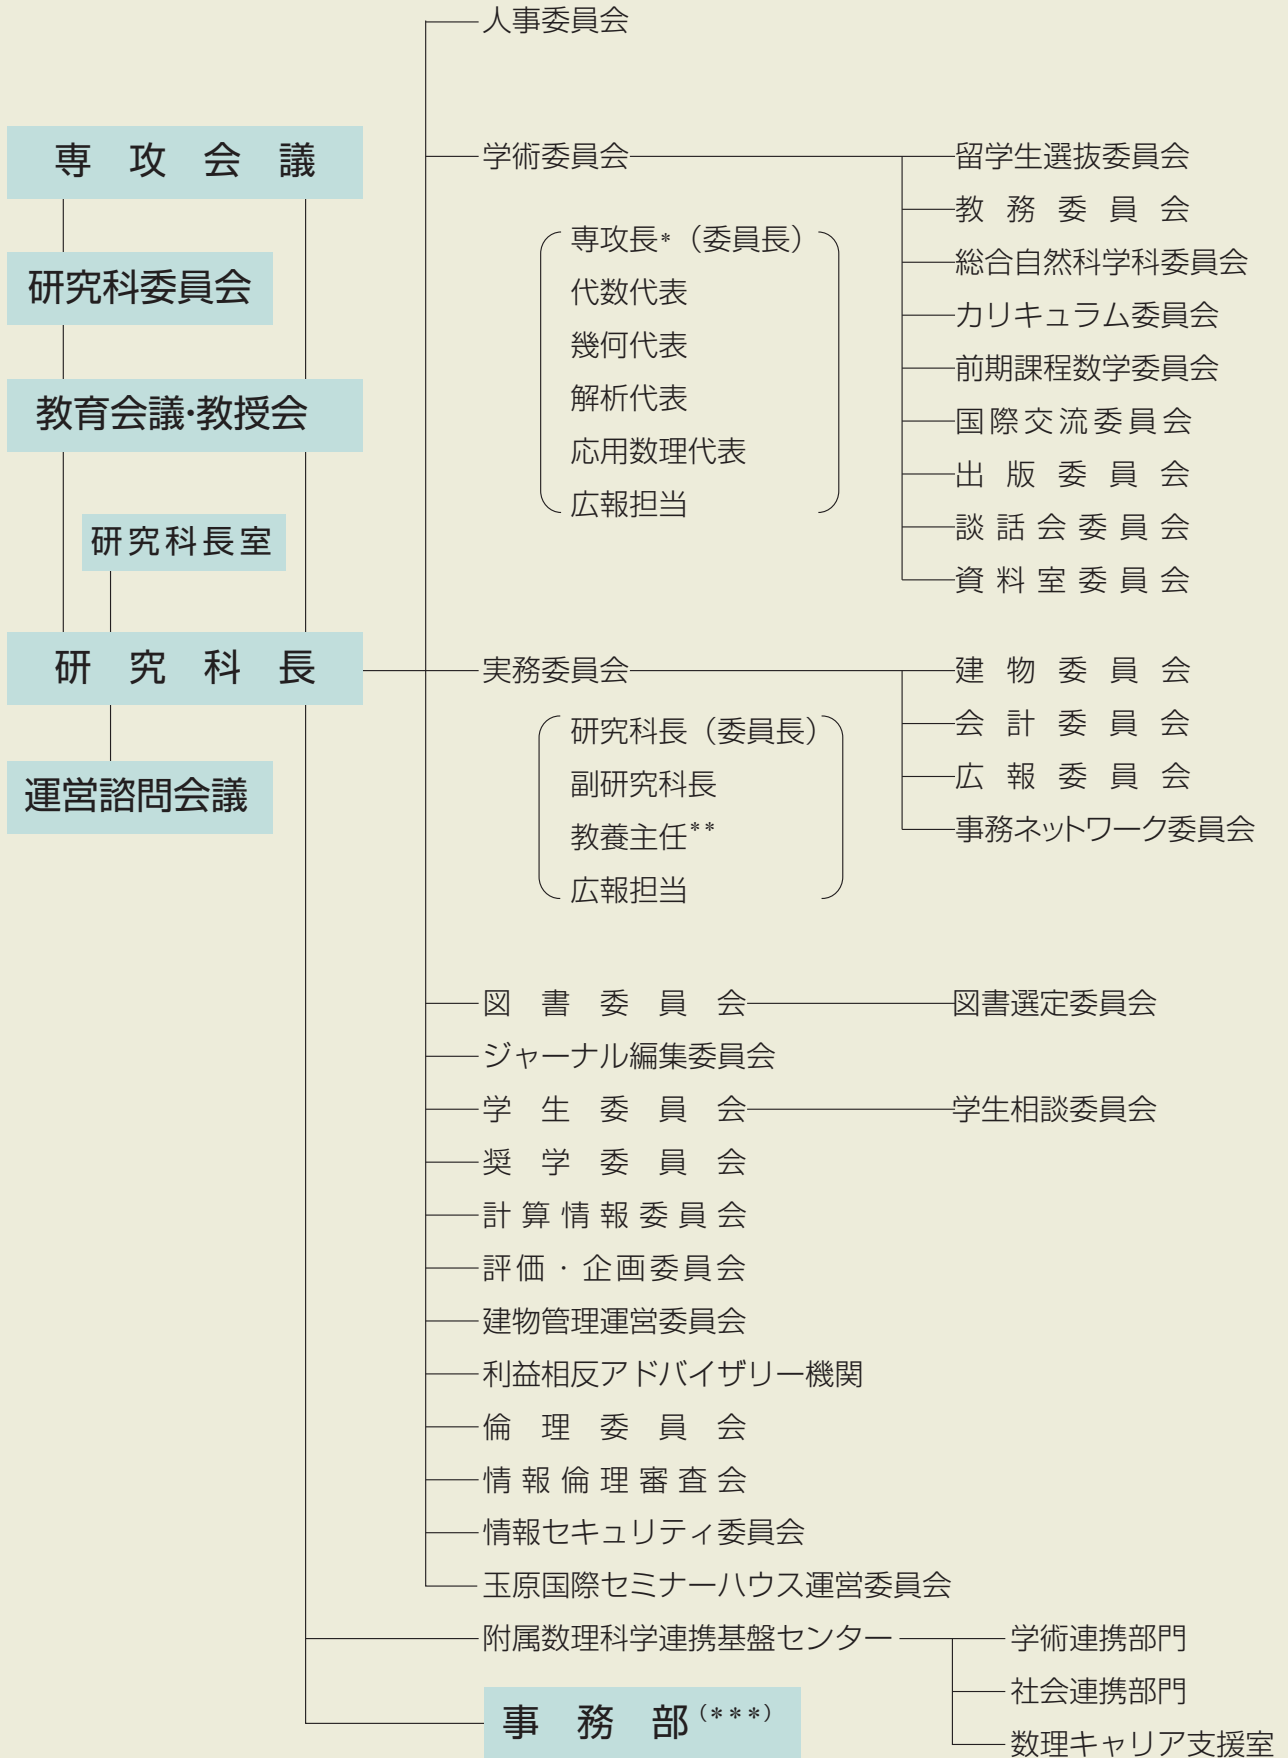 専攻会議
研究科委員会
教育会議・教授会
研究科長室
研究科長
運営諮問会議
人事委員会
学術委員会
専攻長*(委員長)
代数代表
幾何代表
解析代表
応用数理代表
広報担当
留学生選抜委員会
教務委員会
総合自然科学科委員会
カリキュラム委員会
前期課程数学委員会
国際交流委員会
出版委員会
談話会委員会
資料室委員会
実務委員会
研究科長(委員長)
副研究科長
教養主任**
広報担当
建物委員会
会計委員会
広報委員会
事務ネットワーク委員会
図書委員会
図書選定委員会
ジャーナル編集委員会
学生委員会
学生相談委員会
奨学委員会
計算情報委員会
評価・企画委員会
建物管理運営委員会
利益相反アドバイザリー機関
倫理委員会
情報倫理審査会
情報セキュリティ委員会
玉原国際セミナーハウス運営委員会
附属数理科学連携基盤センター
学術連携部門
社会連携部門
数理キャリア支援室
事務部(***)